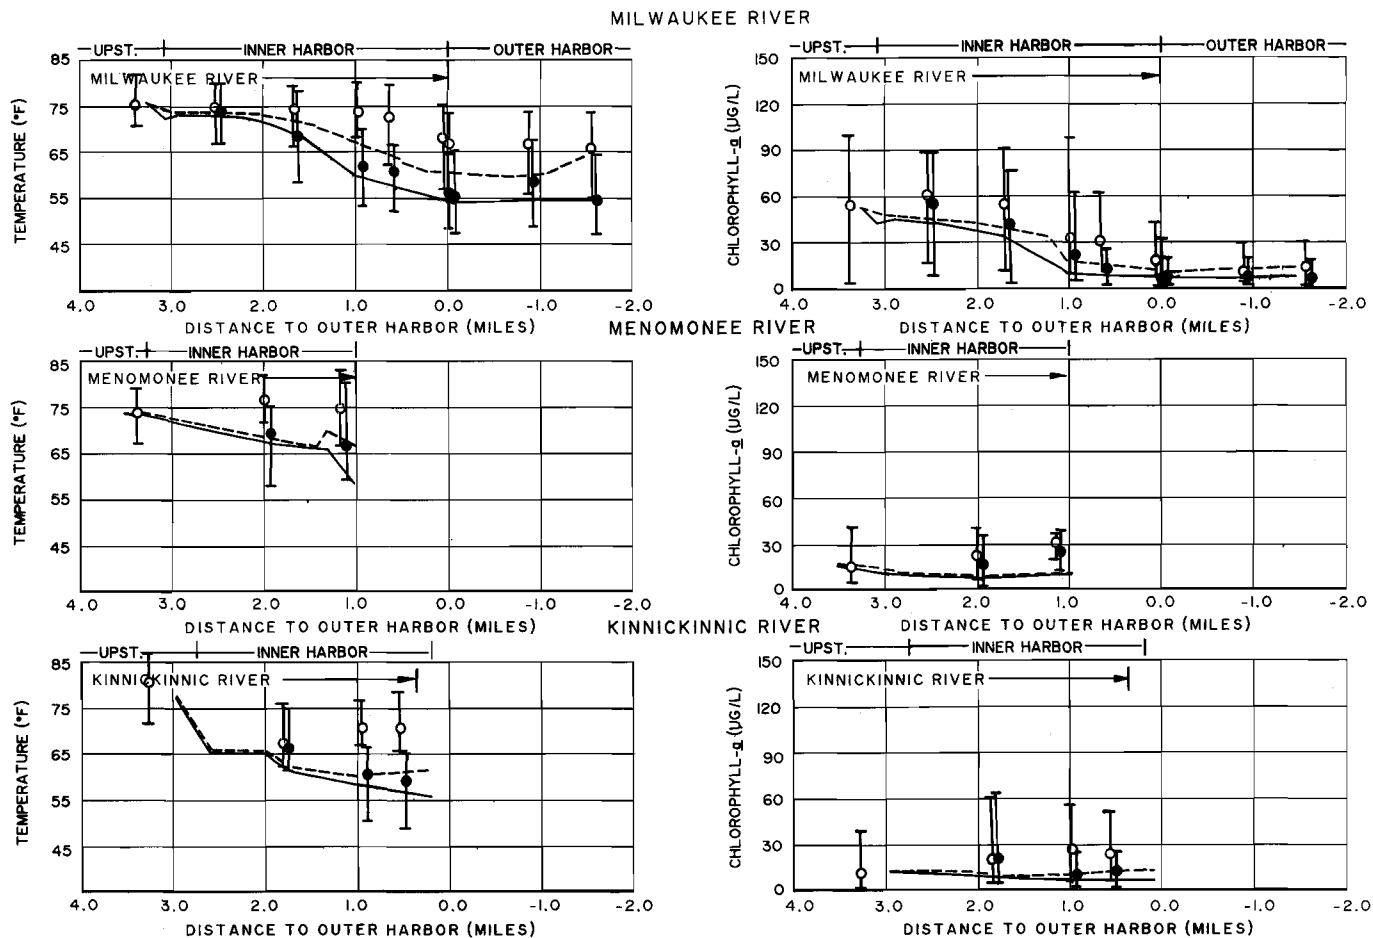 MILWAUKEE RIVER
UPST. INNER HARBOR OUTER HARBOR
MILWAUKEE RIVER
TEMPERATURE (°F)
85
75
65
55
45
4.0 3.0 2.0 1.0 0.0 -1.0 -2.0
DISTANCE TO OUTER HARBOR (MILES)
UPST. INNER HARBOR OUTER HARBOR
MILWAUKEE RIVER
CHLOROPHYLL-a (µG/L)
150
120
90
60
30
0
4.0 3.0 2.0 1.0 0.0 -1.0 -2.0
DISTANCE TO OUTER HARBOR (MILES)
MENOMONEE RIVER
UPST. INNER HARBOR
MENOMONEE RIVER
TEMPERATURE (°F)
85
75
65
55
45
4.0 3.0 2.0 1.0 0.0 -1.0 -2.0
DISTANCE TO OUTER HARBOR (MILES)
UPST. INNER HARBOR
MENOMONEE RIVER
CHLOROPHYLL-a (µG/L)
150
120
90
60
30
0
4.0 3.0 2.0 1.0 0.0 -1.0 -2.0
DISTANCE TO OUTER HARBOR (MILES)
KINNICKINNIC RIVER
UPST. INNER HARBOR
KINNICKINNIC RIVER
TEMPERATURE (°F)
85
75
65
55
45
4.0 3.0 2.0 1.0 0.0 -1.0 -2.0
DISTANCE TO OUTER HARBOR (MILES)
UPST. INNER HARBOR
KINNICKINNIC RIVER
CHLOROPHYLL-a (µG/L)
150
120
90
60
30
0
4.0 3.0 2.0 1.0 0.0 -1.0 -2.0
DISTANCE TO OUTER HARBOR (MILES)